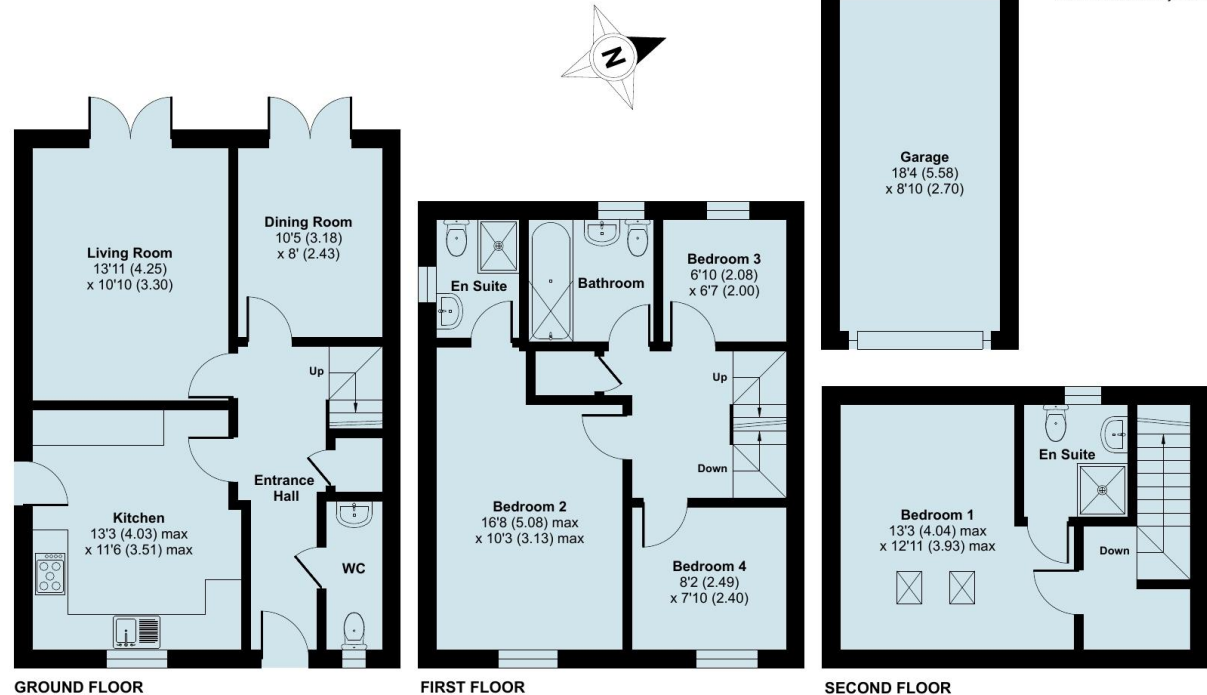 N
Garage
18'4 (5.58)
x 8'10 (2.70)
Living Room
13'11 (4.25)
x 10'10 (3.30)
Dining Room
10'5 (3.18)
x 8' (2.43)
Up
Kitchen
13'3 (4.03) max
x 11'6 (3.51) max
Entrance
Hall
WC
GROUND FLOOR
En Suite
Bathroom
Bedroom 3
6'10 (2.08)
x 6'7 (2.00)
Up
Down
Bedroom 2
16'8 (5.08) max
x 10'3 (3.13) max
Bedroom 4
8'2 (2.49)
x 7'10 (2.40)
FIRST FLOOR
En Suite
Bedroom 1
13'3 (4.04) max
x 12'11 (3.93) max
Down
SECOND FLOOR